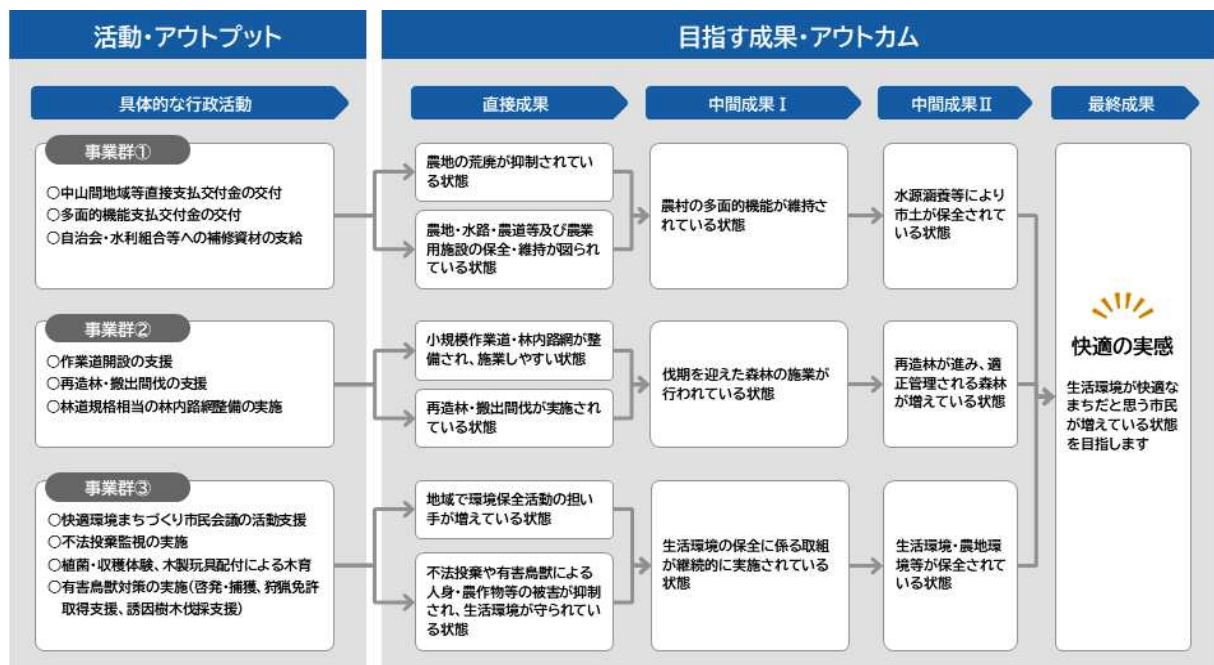 活動・アウトプット
目指す成果・アウトカム
具体的な行政活動
直接成果
中間成果Ⅰ
中間成果Ⅱ
最終成果
事業群①
○中山間地域等直接支払交付金の交付
○多面的機能支払交付金の交付
○自治会・水利組合等への補修資材の支給
農地の荒廃が抑制されてい
る状態
農地・水路・農道等及び農業
用施設の保全・維持が図られ
ている状態
農村の多面的機能が維持さ
れている状態
水源涵養等により
市土が保全されて
いる状態
事業群②
○作業道開設の支援
○再造林・搬出間伐の支援
○林道規格相当の林内路網整備の実施
小規模作業道・林内路網が整
備され、施業しやすい状態
再造林・搬出間伐が実施され
ている状態
伐期を迎えた森林の施業が
行われている状態
再造林が進み、適
正管理される森林
が増えている状態
事業群③
○快適環境まちづくり市民会議の活動支援
○不法投棄監視の実施
○植菌・収穫体験、木製玩具配付による木育
○有害鳥獣対策の実施(啓発・捕獲、狩猟免許
取得支援、誘因樹木伐採支援)
地域で環境保全活動の担い
手が増えている状態
不法投棄や有害鳥獣による
人身・農作物等の被害が抑制
され、生活環境が守られてい
る状態
生活環境の保全に係る取組
が継続的に実施されている
状態
生活環境・農地環
境等が保全されて
いる状態
快適の実感
生活環境が快適な
まちだと思う市民
が増えている状態
を目指します